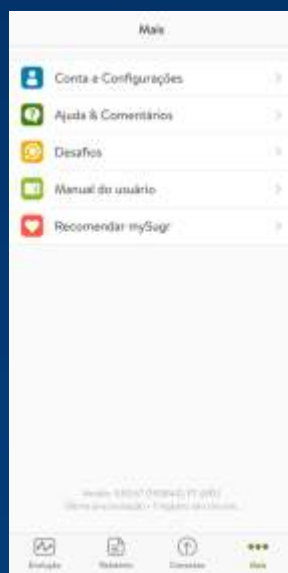 Mais
Conta e Configurações
Ajuda & Comentários
Desafios
Manual do usuário
Recomendar mySugr
Evolução
Relatório
Conexões
Mais